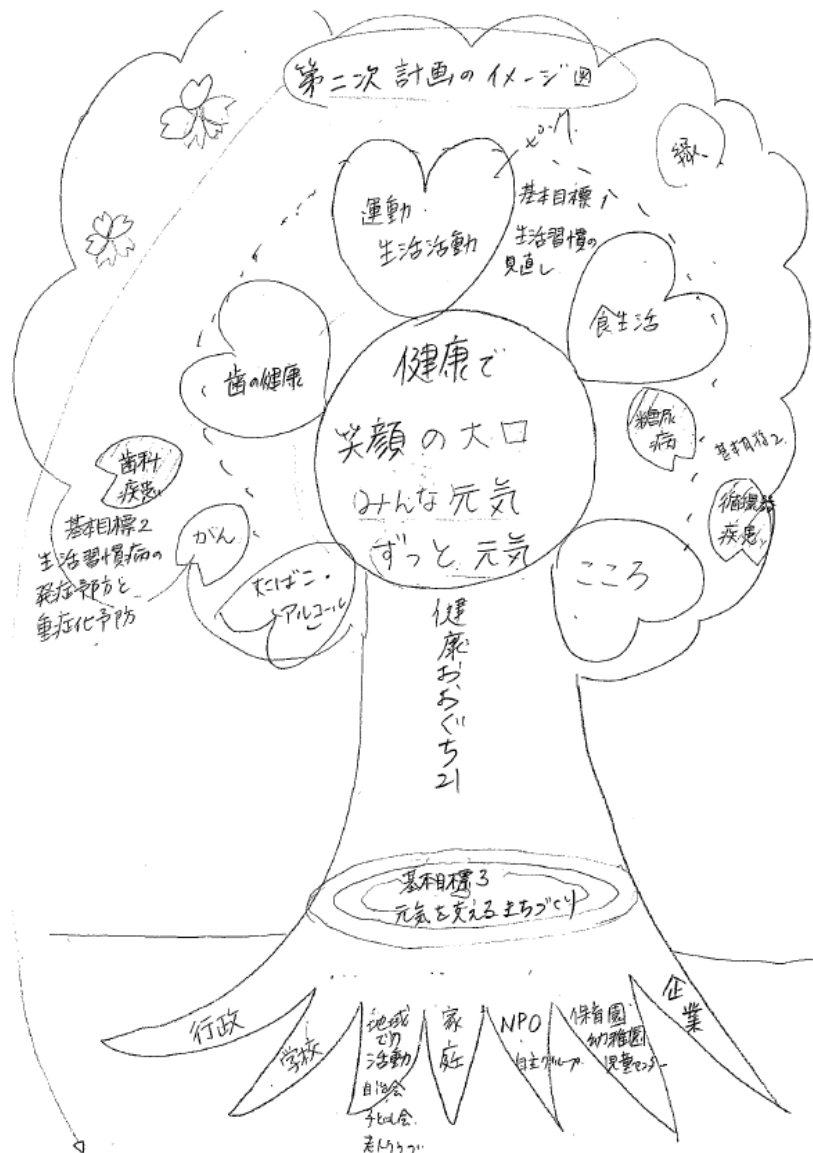 第二次 計画の イメージ図
ピンク
緑
運動・
生活活動
基本目標1
生活習慣の
見直し
食生活
歯の健康
健康で
笑顔の大口
みんな元気
ずっと元気
糖尿
病
基本目標2
循環器
疾患
歯科
疾患
基本目標2
生活習慣病の
発症予防と
重症化予防
がん
たばこ・
アルコール
こころ
健康おおぐち21
基本目標3
元気を支えるまちづくり
行政
学校
地域
での
活動
自治会
子ども会
老人クラブ
家庭
NPO
自主グループ
保育園
幼稚園
児童センター
企業